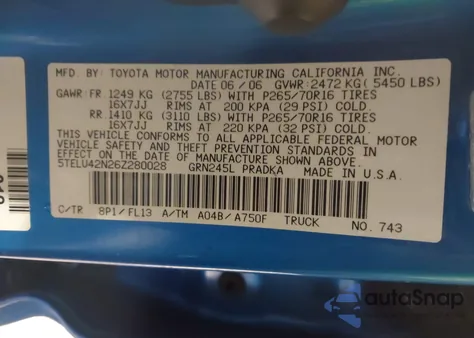 MFD. BY: TOYOTA MOTOR MANUFACTURING CALIFORNIA INC.
DATE 06/06 GVWR:2472 KG( 5450 LBS)
GAWR: FR 1249 KG (2755 LBS) WITH P265/70R16 TIRES
16X7JJ RIMS AT 200 KPA (29 PSI) COLD.
RR 1410 KG (3110 LBS) WITH P265/70R16 TIRES
16X7JJ RIMS AT 220 KPA (32 PSI) COLD.
THIS VEHICLE CONFORMS TO ALL APPLICABLE FEDERAL MOTOR
VEHICLE SAFETY AND THEFT PREVENTION STANDARDS IN
EFFECT ON THE DATE OF MANUFACTURE SHOWN ABOVE.
5TELU42N26Z280028 GRN245L PRADKA MADE IN U.S.A.
C/TR 8P1/FL13 A/TM A04B/A750F TRUCK NO. 743
autoSnap